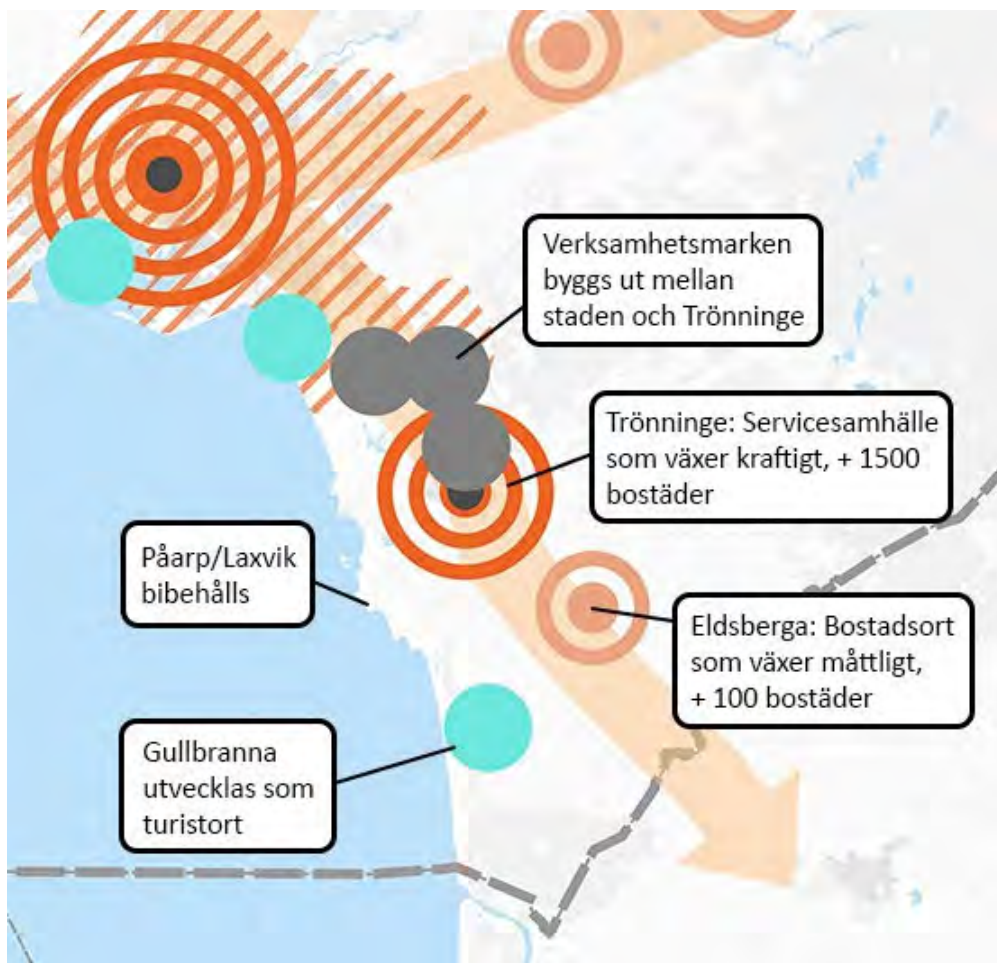 Verksamhetsmarken
byggs ut mellan
staden och Trönninge
Trönninge: Servicesamhälle
som växer kraftigt, + 1500
bostäder
Påarp/Laxvik
bibehålls
Eldsberga: Bostadsort
som växer måttligt,
+ 100 bostäder
Gullbranna
utvecklas som
turistort